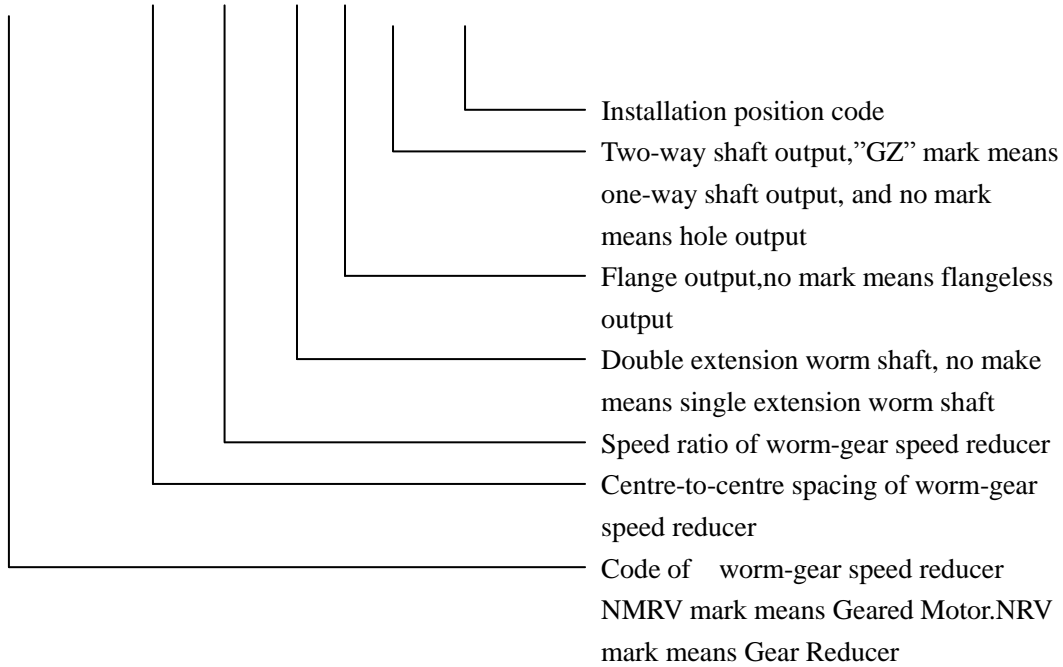 Installation position code
Two-way shaft output,”GZ” mark means
one-way shaft output, and no mark
means hole output
Flange output,no mark means flangeless
output
Double extension worm shaft, no make
means single extension worm shaft
Speed ratio of worm-gear speed reducer
Centre-to-centre spacing of worm-gear
speed reducer
Code of worm-gear speed reducer
NMRV mark means Geared Motor.NRV
mark means Gear Reducer